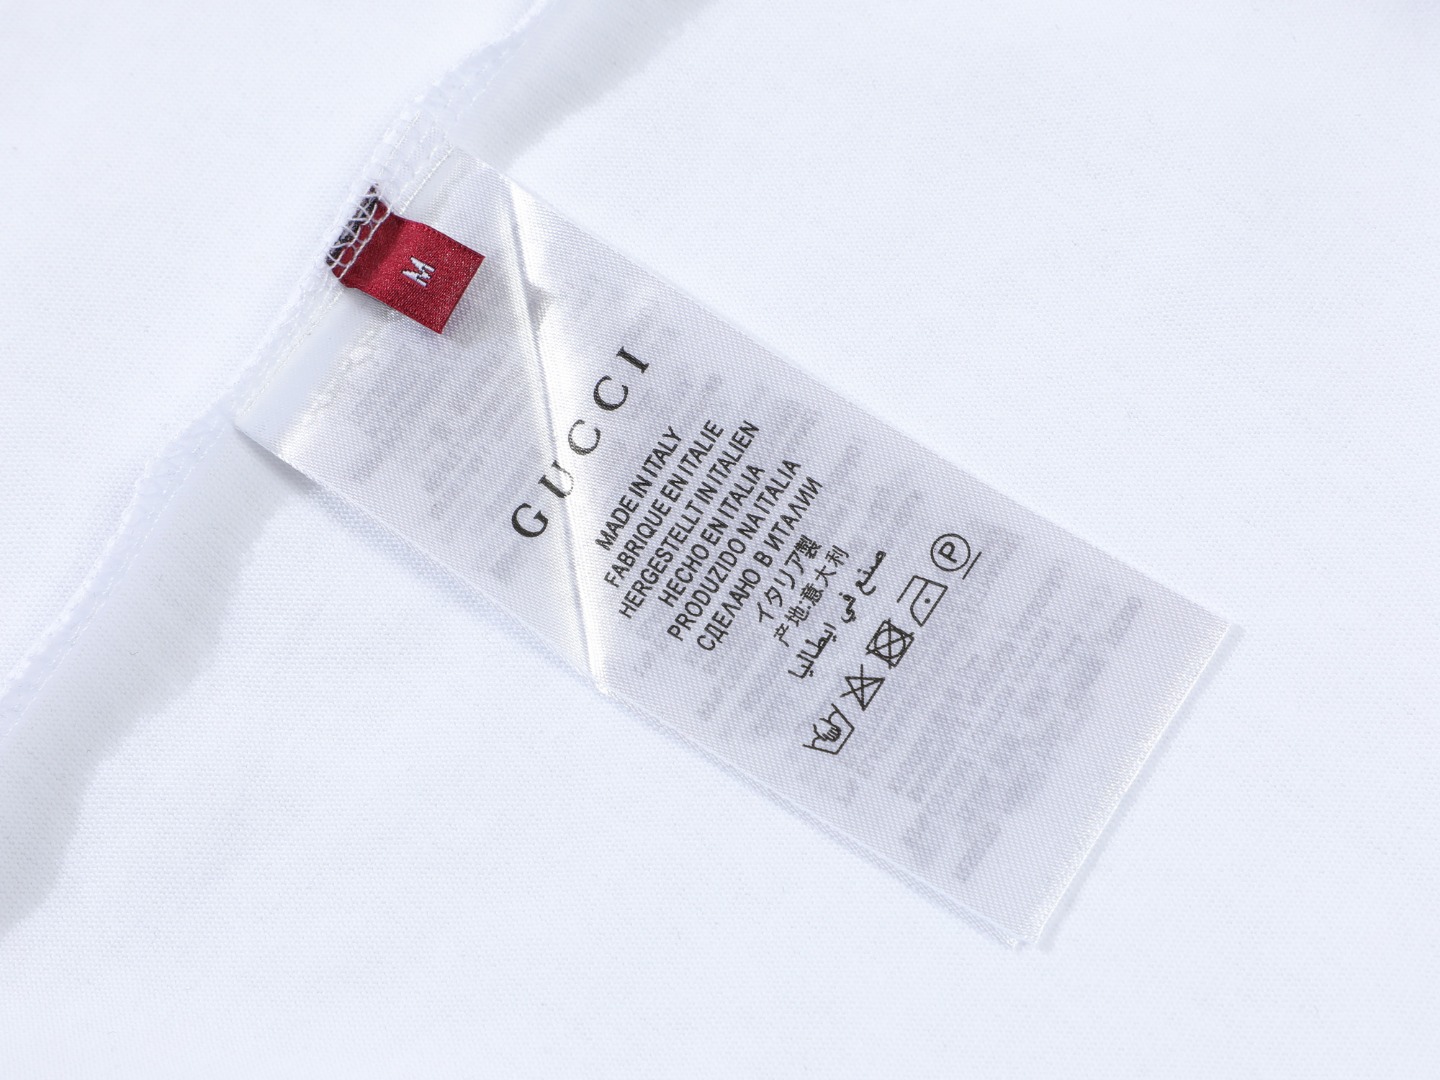 M
GUCCI
MADE IN ITALY
FABRIQUE EN ITALIE
HERGESTELLT IN ITALIEN
HECHO EN ITALIA
PRODUZIDO NA ITALIA
СДЕЛАНО В ИТАЛИИ
イタリア製
产地:意大利
صنع في ايطاليا
P